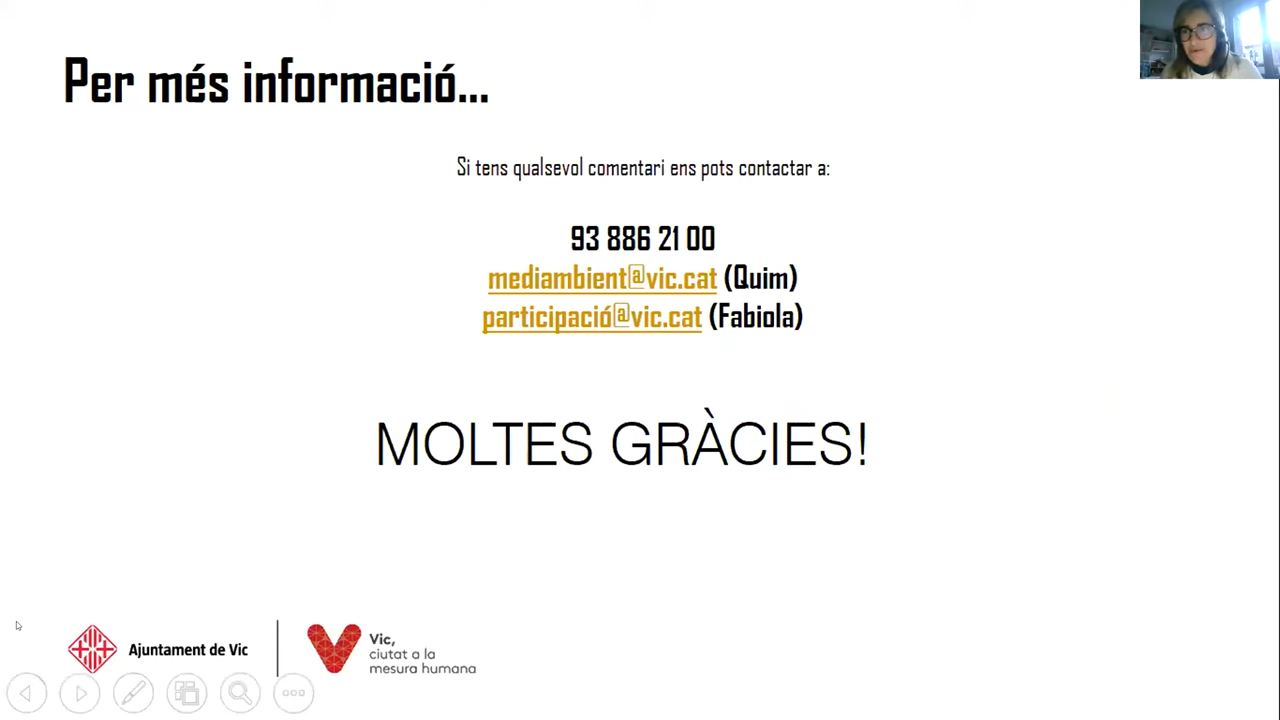 Per més informació...
Si tens qualsevol comentari ens pots contactar a:
93 886 21 00
mediambient@vic.cat (Quim)
participació@vic.cat (Fabiola)
MOLTES GRÀCIES!
Ajuntament de Vic
Vic,
ciutat a la
mesura humana